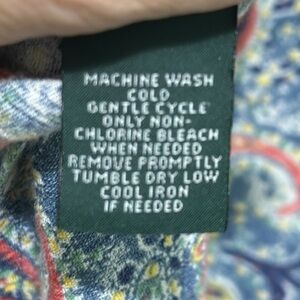 MACHINE WASH
COLD
GENTLE CYCLE
ONLY NON-
CHLORINE BLEACH
WHEN NEEDED
REMOVE PROMPTLY
TUMBLE DRY LOW
COOL IRON
IF NEEDED